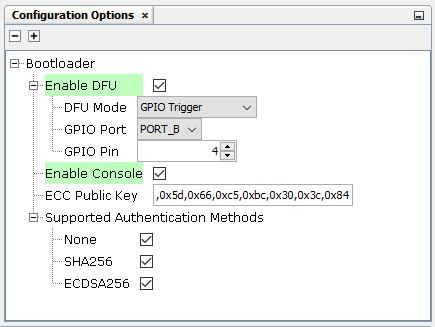 Configuration Options
Bootloader
Enable DFU
DFU Mode GPIO Trigger
GPIO Port PORT_B
GPIO Pin 4
Enable Console
ECC Public Key ,0x5d,0x66,0xc5,0xbc,0x30,0x3c,0x84
Supported Authentication Methods
None
SHA256
ECDSA256